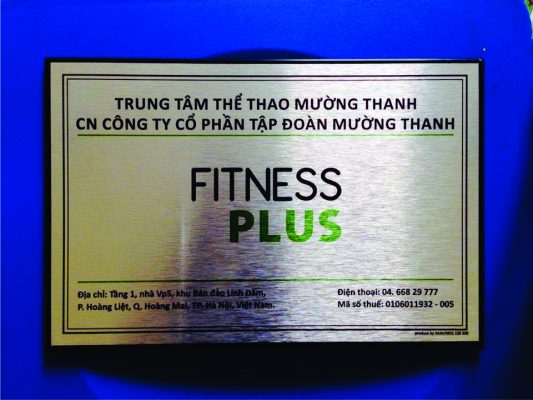 TRUNG TÂM THỂ THAO MƯỜNG THANH
CN CÔNG TY CỔ PHẦN TẬP ĐOÀN MƯỜNG THANH
FITNESS
PLUS
Địa chỉ: Tầng 1, nhà Vp5, khu Bán đảo Linh Đàm,
P. Hoàng Liệt, Q. Hoàng Mai, TP. Hà Nội, Việt Nam.
Điện thoại: 04. 668 29 777
Mã số thuế: 0106011932 - 005
produce by